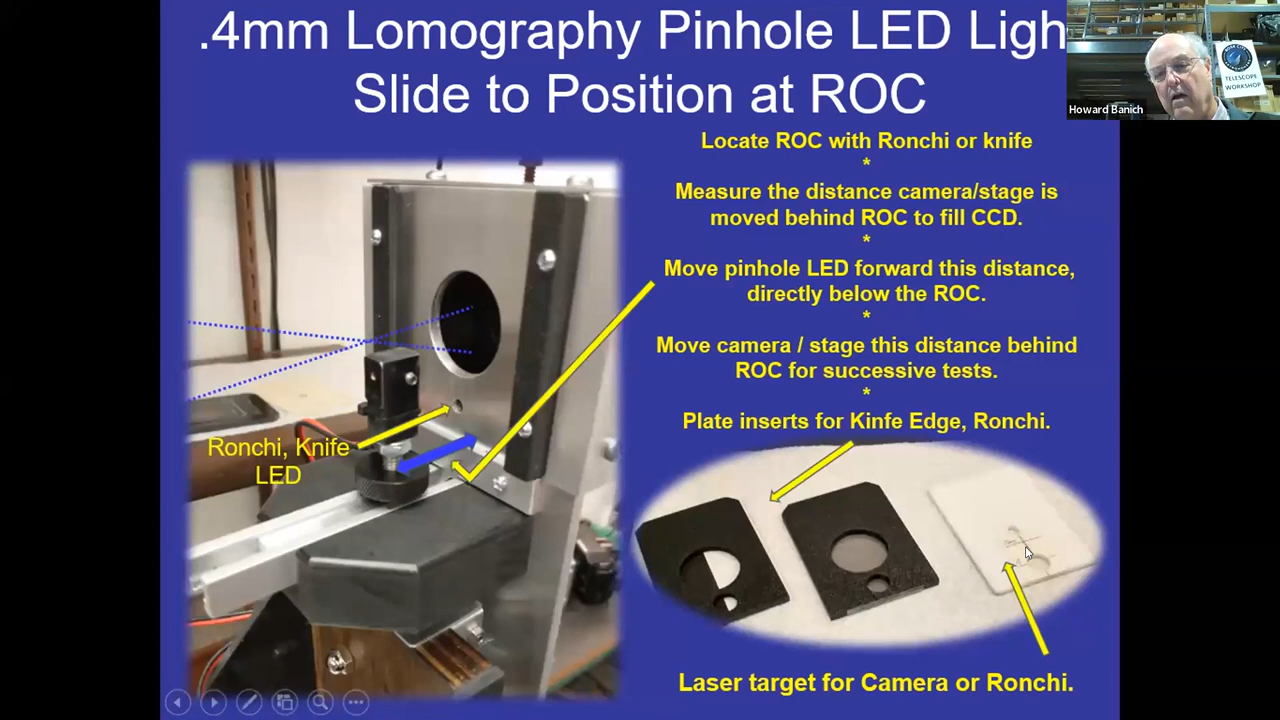 .4mm Lomography Pinhole LED Ligh
Slide to Position at ROC
TELESCOPE
WORKSHOP
Howard Banich
Locate ROC with Ronchi or knife
*
Measure the distance camera/stage is
moved behind ROC to fill CCD.
*
Move pinhole LED forward this distance,
directly below the ROC.
*
Move camera / stage this distance behind
ROC for successive tests.
*
Plate inserts for Kinfe Edge, Ronchi.
Ronchi, Knife
LED
Laser target for Camera or Ronchi.